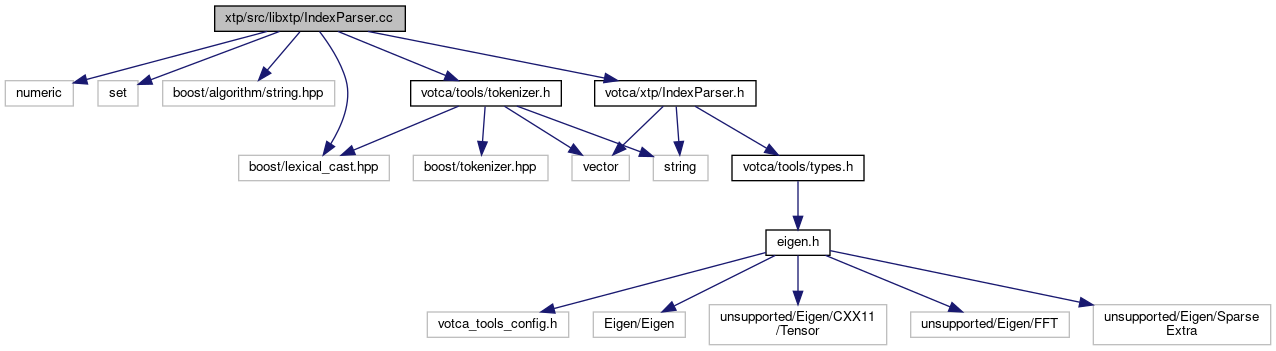 xtp/src/libxtp/IndexParser.cc
numeric
set
boost/algorithm/string.hpp
votca/tools/tokenizer.h
votca/xtp/IndexParser.h
boost/lexical_cast.hpp
boost/tokenizer.hpp
vector
string
votca/tools/types.h
eigen.h
votca_tools_config.h
Eigen/Eigen
unsupported/Eigen/CXX11
/Tensor
unsupported/Eigen/FFT
unsupported/Eigen/Sparse
Extra